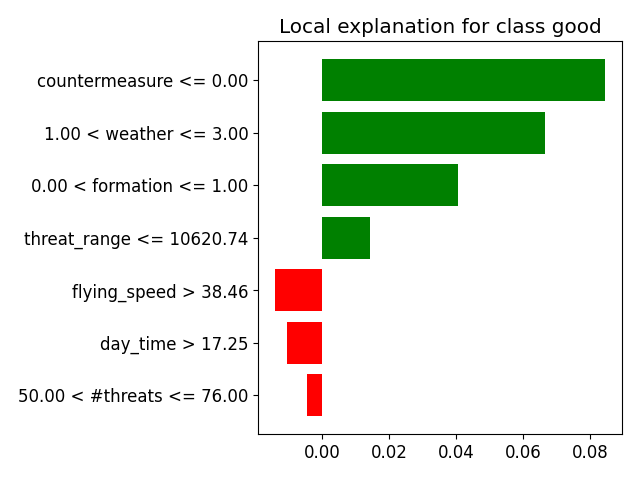 Local explanation for class good
countermeasure <= 0.00
1.00 < weather <= 3.00
0.00 < formation <= 1.00
threat_range <= 10620.74
flying_speed > 38.46
day_time > 17.25
50.00 < #threats <= 76.00
0.00 0.02 0.04 0.06 0.08